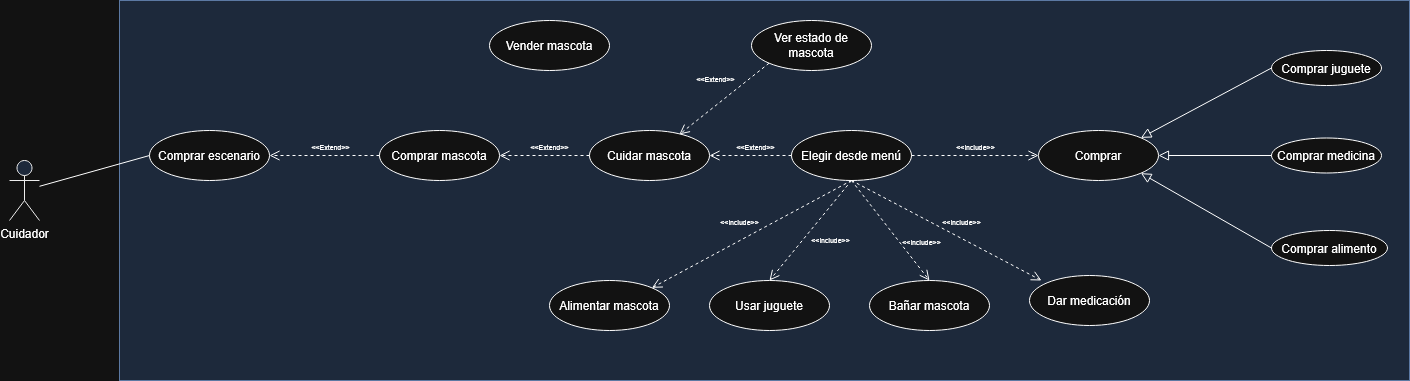 Vender mascota
Ver estado de
mascota
<<Extend>>
Comprar juguete
Comprar escenario
<<Extend>>
Comprar mascota
<<Extend>>
Cuidar mascota
<<Extend>>
Elegir desde menú
<<Include>>
Comprar
Comprar medicina
Cuidador
<<Include>>
<<Include>>
<<Include>>
<<Include>>
Comprar alimento
Alimentar mascota
Usar juguete
Bañar mascota
Dar medicación